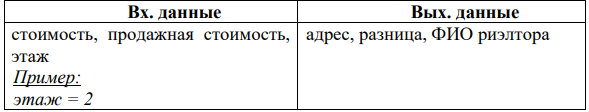 Вх. данные
Вых. данные
стоимость, продажная стоимость,
этаж
Пример:
этаж = 2
адрес, разница, ФИО риэлтора